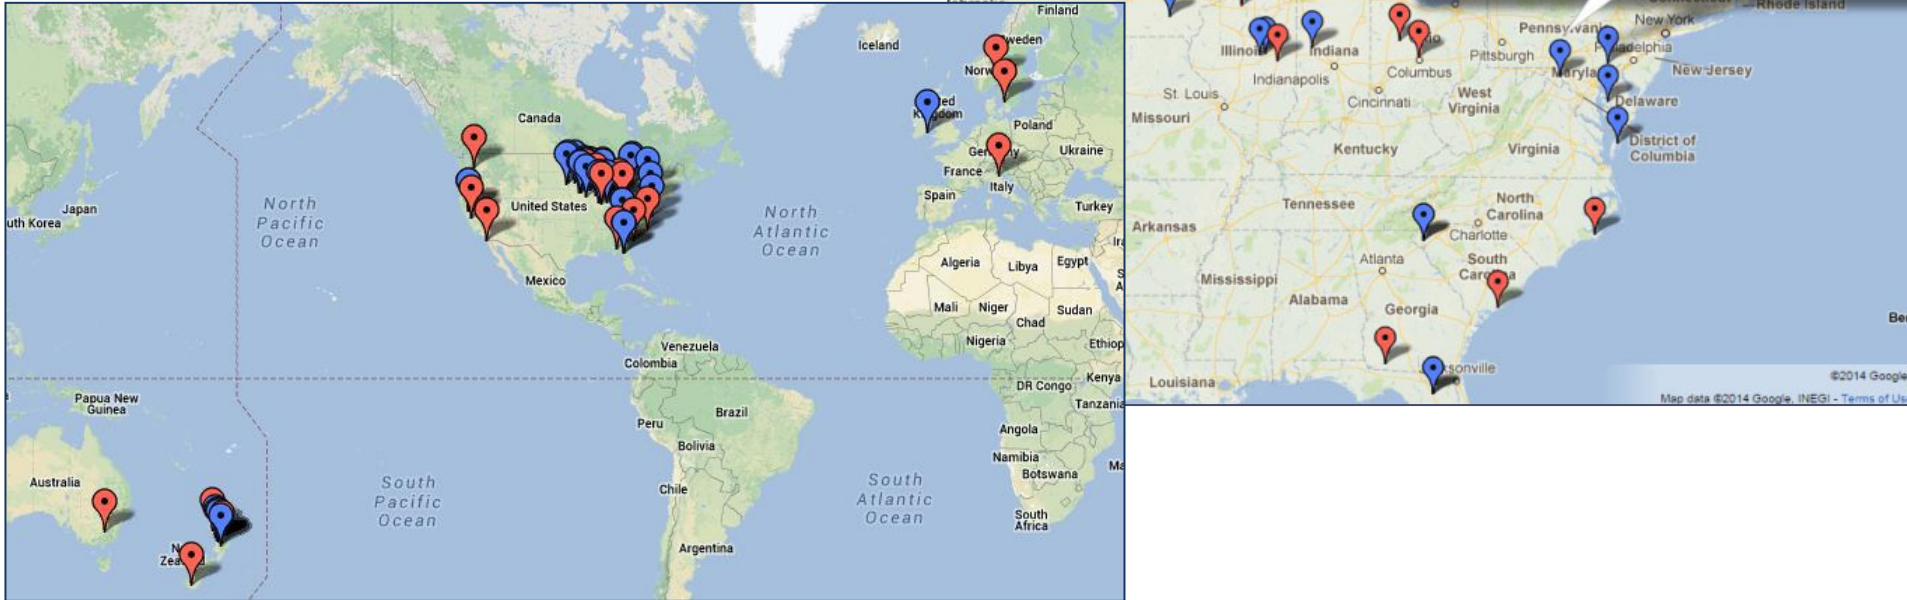 Finland
Iceland
Canada
Poland
Ukraine
France
Italy
Spain
Turkey
United States
Japan
North
Pacific
Ocean
North
Atlantic
Ocean
Mexico
Algeria
Libya
Egypt
Mali
Niger
Chad
Sudan
Nigeria
Venezuela
Colombia
DR Congo
Kenya
Tanzania
Papua New
Guinea
Brazil
Peru
Bolivia
Angola
Namibia
Botswana
Australia
South
Pacific
Ocean
Chile
South
Atlantic
Ocean
South
Africa
Argentina
Rhode Island
New York
Pittsburgh
New Jersey
Indiana
Indianapolis
Columbus
St. Louis
Cincinnati
West
Virginia
Delaware
Missouri
Kentucky
Virginia
District of
Columbia
Tennessee
North
Carolina
Charlotte
Arkansas
Atlanta
South
Mississippi
Alabama
Georgia
Louisiana
©2014 Google
Map data ©2014 Google, INEGI - Terms of Us